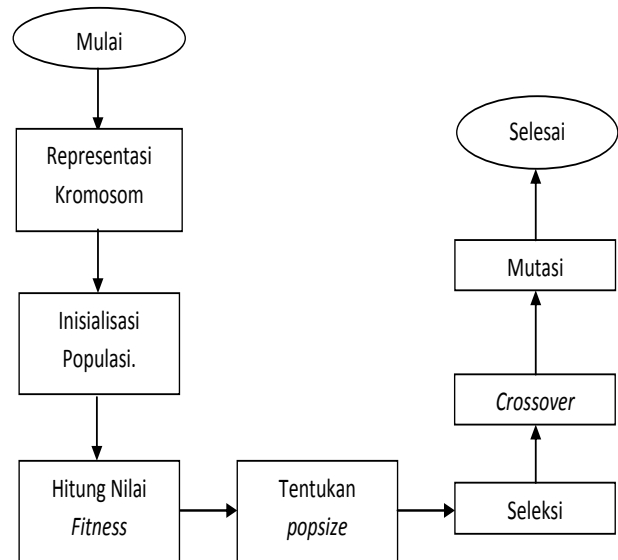 Mulai
Representasi
Kromosom
Inisialisasi
Populasi.
Hitung Nilai
Fitness
Tentukan
popsize
Seleksi
Crossover
Mutasi
Selesai